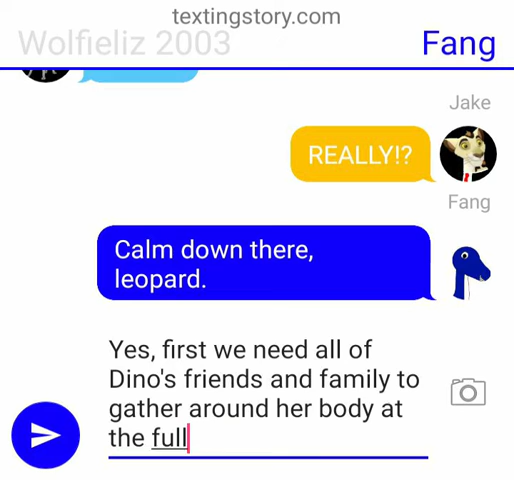 textingstory.com
Wolfieliz 2003
Fang
Jake
REALLY!?
Fang
Calm down there,
leopard.
Yes, first we need all of
Dino's friends and family to
gather around her body at
the full